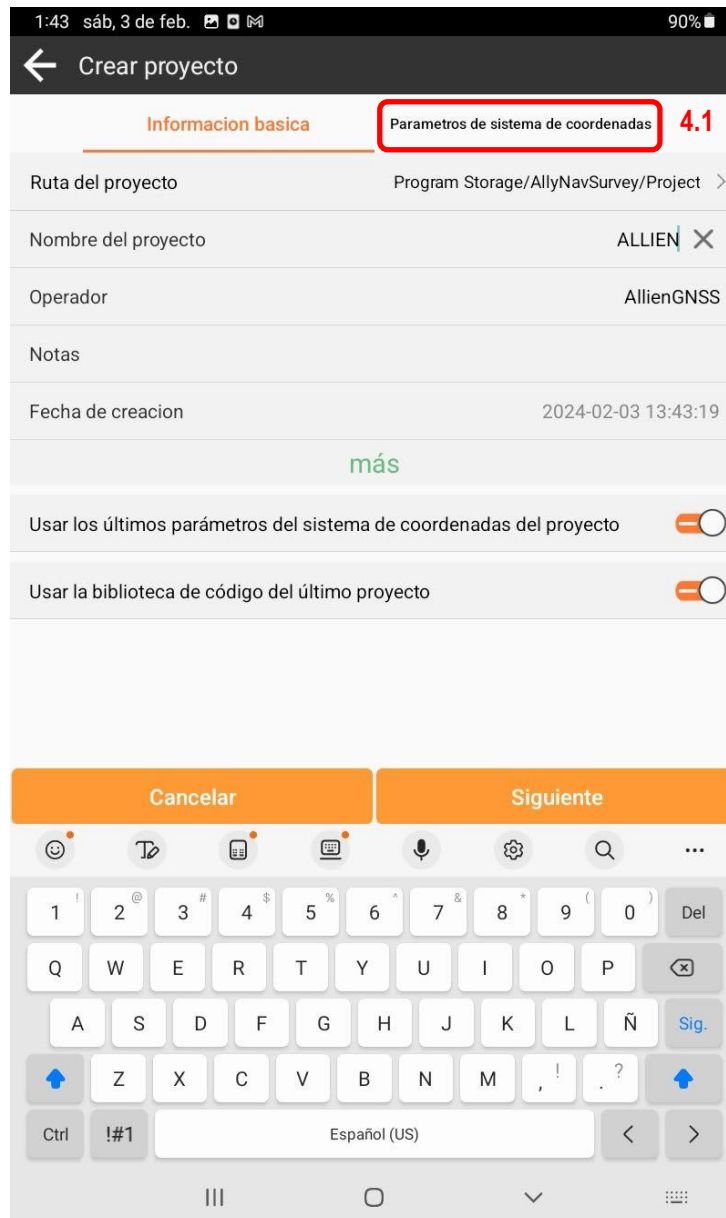 1:43 sáb, 3 de feb. 90%
Crear proyecto
Informacion basica Parametros de sistema de coordenadas 4.1
Ruta del proyecto Program Storage/AllyNavSurvey/Project
Nombre del proyecto ALLIEN
Operador AllienGNSS
Notas
Fecha de creacion 2024-02-03 13:43:19
más
Usar los últimos parámetros del sistema de coordenadas del proyecto
Usar la biblioteca de código del último proyecto
Cancelar Siguiente
! @ # $ % ^ & * ( )
1 2 3 4 5 6 7 8 9 0 Del
Q W E R T Y U I O P
A S D F G H J K L Ñ Sig.
Z X C V B N M , ! . ?
Ctrl !#1 Español (US) < >